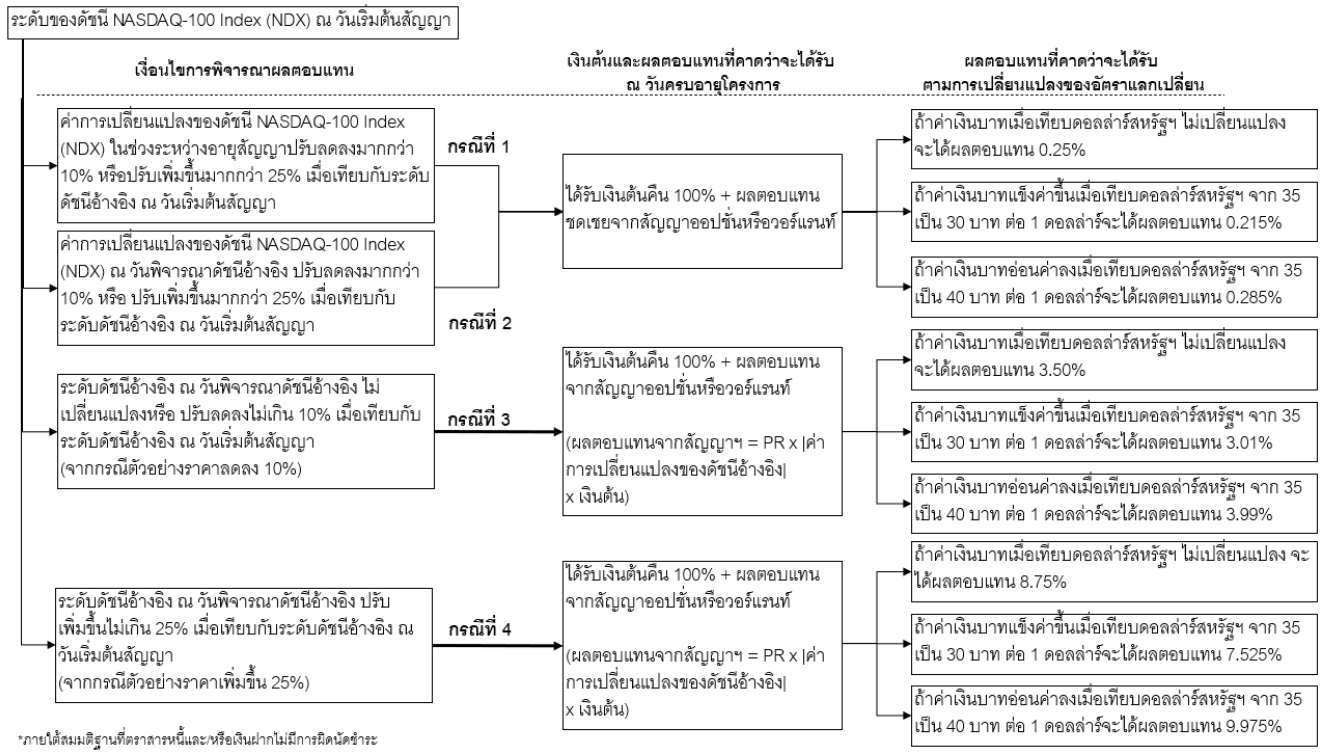 ระดับของดัชนี NASDAQ-100 Index (NDX) ณ วันเริ่มต้นสัญญา
เงื่อนไขการพิจารณาผลตอบแทน
เงินต้นและผลตอบแทนที่คาดว่าจะได้รับ
ณ วันครบอายุโครงการ
ผลตอบแทนที่คาดว่าจะได้รับ
ตามการเปลี่ยนแปลงของอัตราแลกเปลี่ยน
ค่าการเปลี่ยนแปลงของดัชนี NASDAQ-100 Index
(NDX) ในช่วงระหว่างอายุสัญญาปรับลดลงมากกว่า
10% หรือปรับเพิ่มขึ้นมากกว่า 25% เมื่อเทียบกับระดับ
ดัชนีอ้างอิง ณ วันเริ่มต้นสัญญา
กรณีที่ 1
ค่าการเปลี่ยนแปลงของดัชนี NASDAQ-100 Index
(NDX) ณ วันพิจารณาดัชนีอ้างอิง ปรับลดลงมากกว่า
10% หรือ ปรับเพิ่มขึ้นมากกว่า 25% เมื่อเทียบกับ
ระดับดัชนีอ้างอิง ณ วันเริ่มต้นสัญญา
กรณีที่ 2
ได้รับเงินต้นคืน 100% + ผลตอบแทน
ชดเชยจากสัญญาออปชั่นหรือวอร์แรนท์
ถ้าค่าเงินบาทเมื่อเทียบดอลล่าร์สหรัฐฯ ไม่เปลี่ยนแปลง
จะได้ผลตอบแทน 0.25%
ถ้าค่าเงินบาทแข็งค่าขึ้นเมื่อเทียบดอลล่าร์สหรัฐฯ จาก 35
เป็น 30 บาท ต่อ 1 ดอลล่าร์จะได้ผลตอบแทน 0.215%
ถ้าค่าเงินบาทอ่อนค่าลงเมื่อเทียบดอลล่าร์สหรัฐฯ จาก 35
เป็น 40 บาท ต่อ 1 ดอลล่าร์จะได้ผลตอบแทน 0.285%
ระดับดัชนีอ้างอิง ณ วันพิจารณาดัชนีอ้างอิง ไม่
เปลี่ยนแปลงหรือ ปรับลดลงไม่เกิน 10% เมื่อเทียบกับ
ระดับดัชนีอ้างอิง ณ วันเริ่มต้นสัญญา
(จากกรณีตัวอย่างราคาลดลง 10%)
กรณีที่ 3
ได้รับเงินต้นคืน 100% + ผลตอบแทน
จากสัญญาออปชั่นหรือวอร์แรนท์
(ผลตอบแทนจากสัญญาฯ = PR x |ค่า
การเปลี่ยนแปลงของดัชนีอ้างอิง|
x เงินต้น)
ถ้าค่าเงินบาทเมื่อเทียบดอลล่าร์สหรัฐฯ ไม่เปลี่ยนแปลง
จะได้ผลตอบแทน 3.50%
ถ้าค่าเงินบาทแข็งค่าขึ้นเมื่อเทียบดอลล่าร์สหรัฐฯ จาก 35
เป็น 30 บาท ต่อ 1 ดอลล่าร์จะได้ผลตอบแทน 3.01%
ถ้าค่าเงินบาทอ่อนค่าลงเมื่อเทียบดอลล่าร์สหรัฐฯ จาก 35
เป็น 40 บาท ต่อ 1 ดอลล่าร์จะได้ผลตอบแทน 3.99%
ระดับดัชนีอ้างอิง ณ วันพิจารณาดัชนีอ้างอิง ปรับ
เพิ่มขึ้นไม่เกิน 25% เมื่อเทียบกับระดับดัชนีอ้างอิง ณ
วันเริ่มต้นสัญญา
(จากกรณีตัวอย่างราคาเพิ่มขึ้น 25%)
กรณีที่ 4
ได้รับเงินต้นคืน 100% + ผลตอบแทน
จากสัญญาออปชั่นหรือวอร์แรนท์
(ผลตอบแทนจากสัญญาฯ = PR x |ค่า
การเปลี่ยนแปลงของดัชนีอ้างอิง|
x เงินต้น)
ถ้าค่าเงินบาทเมื่อเทียบดอลล่าร์สหรัฐฯ ไม่เปลี่ยนแปลง จะ
ได้ผลตอบแทน 8.75%
ถ้าค่าเงินบาทแข็งค่าขึ้นเมื่อเทียบดอลล่าร์สหรัฐฯ จาก 35
เป็น 30 บาท ต่อ 1 ดอลล่าร์จะได้ผลตอบแทน 7.525%
ถ้าค่าเงินบาทอ่อนค่าลงเมื่อเทียบดอลล่าร์สหรัฐฯ จาก 35
เป็น 40 บาท ต่อ 1 ดอลล่าร์จะได้ผลตอบแทน 9.975%
*ภายใต้สมมติฐานที่ตราสารหนี้และ/หรือเงินฝากไม่มีการผิดนัดชำระ